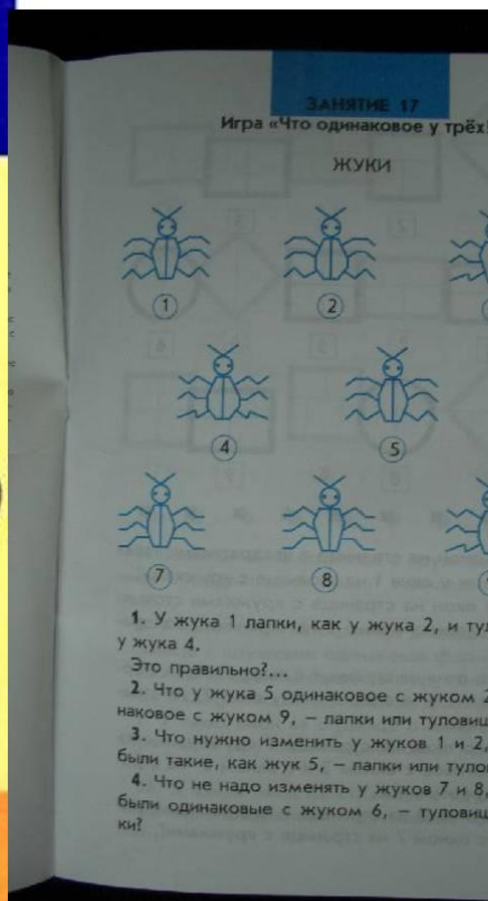 ЗАНЯТИЕ 17
Игра «Что одинаковое у трёх
ЖУКИ
1
2
4
5
7
8
1. У жука 1 лапки, как у жука 2, и ту
у жука 4.
Это правильно?...
2. Что у жука 5 одинаковое с жуком 2
наковое с жуком 9, – лапки или туловищ
3. Что нужно изменить у жуков 1 и 2,
были такие, как жук 5, – лапки или туло
4. Что не надо изменять у жуков 7 и 8,
были одинаковые с жуком 6, – туловищ
ки?